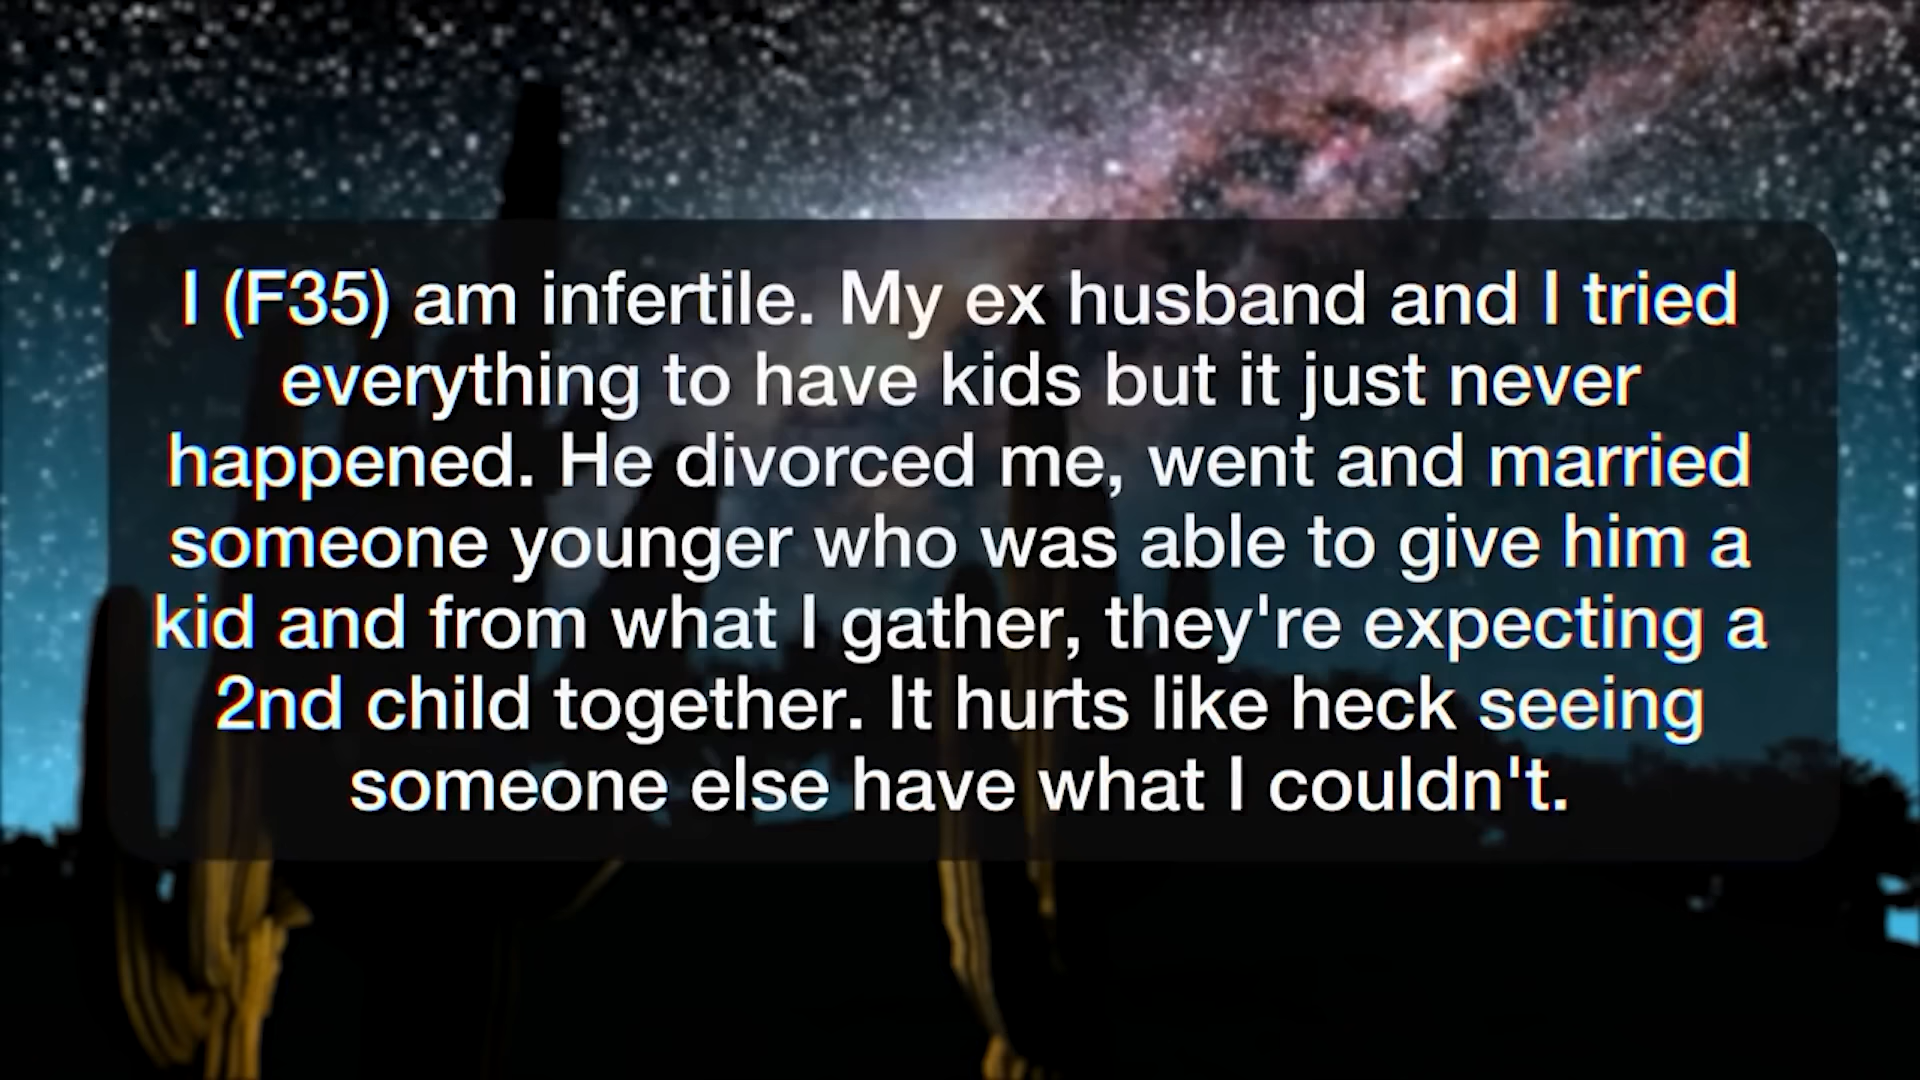 I (F35) am infertile. My ex husband and I tried
everything to have kids but it just never
happened. He divorced me, went and married
someone younger who was able to give him a
kid and from what I gather, they're expecting a
2nd child together. It hurts like heck seeing
someone else have what I couldn't.